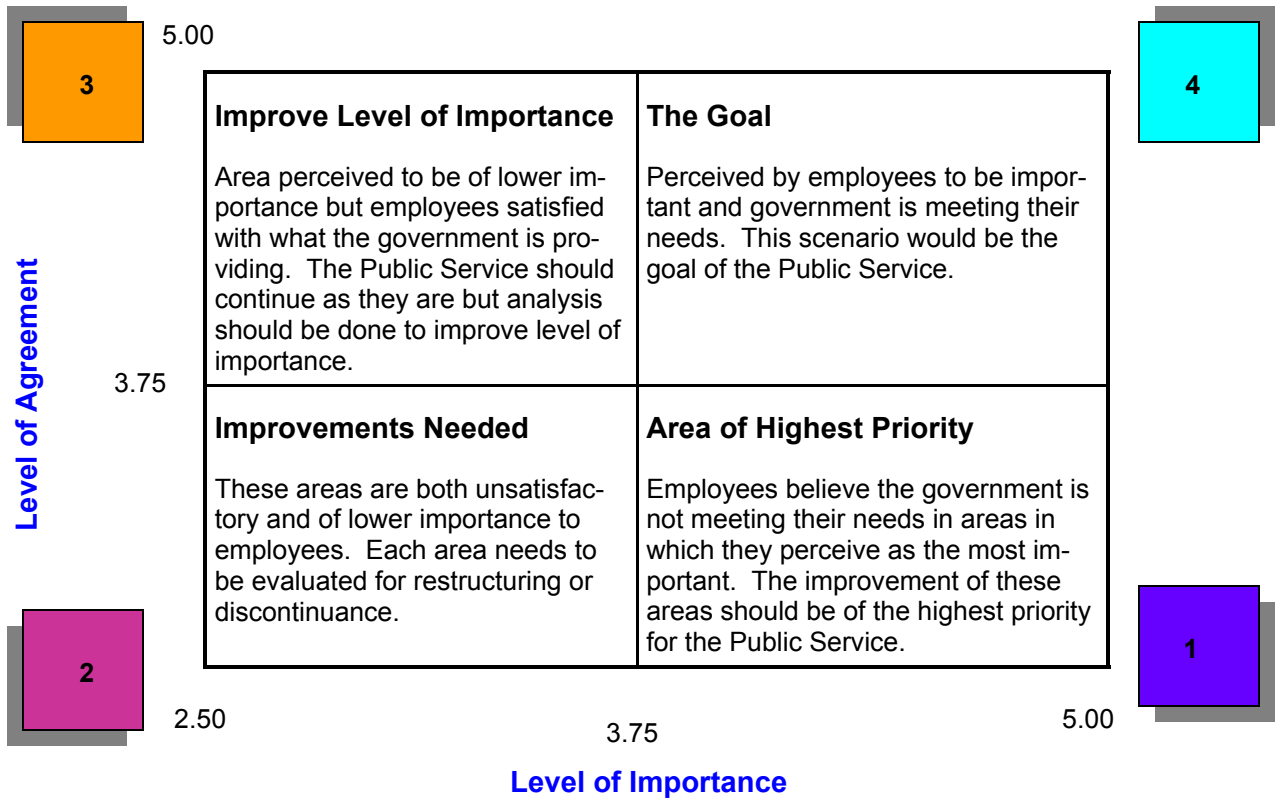 5.00
3
4
Improve Level of Importance
Area perceived to be of lower im-
portance but employees satisfied
with what the government is pro-
viding. The Public Service should
continue as they are but analysis
should be done to improve level of
importance.
The Goal
Perceived by employees to be impor-
tant and government is meeting their
needs. This scenario would be the
goal of the Public Service.
Level of Agreement
3.75
Improvements Needed
These areas are both unsatisfac-
tory and of lower importance to
employees. Each area needs to
be evaluated for restructuring or
discontinuance.
Area of Highest Priority
Employees believe the government is
not meeting their needs in areas in
which they perceive as the most im-
portant. The improvement of these
areas should be of the highest priority
for the Public Service.
2
1
2.50
3.75
5.00
Level of Importance